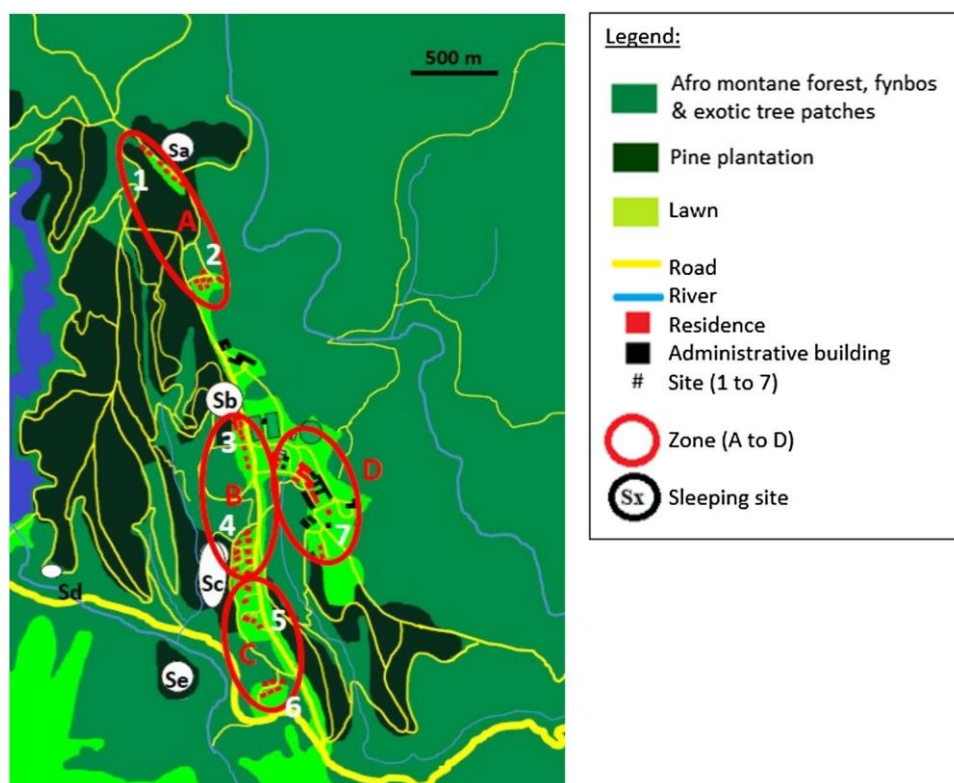 500 m
Sa
1
A
2
Sb
3
D
B
4
7
Sc
Sd
5
C
Se
6
Legend:
Afro montane forest, fynbos
& exotic tree patches
Pine plantation
Lawn
Road
River
Residence
Administrative building
# Site (1 to 7)
Zone (A to D)
Sx Sleeping site